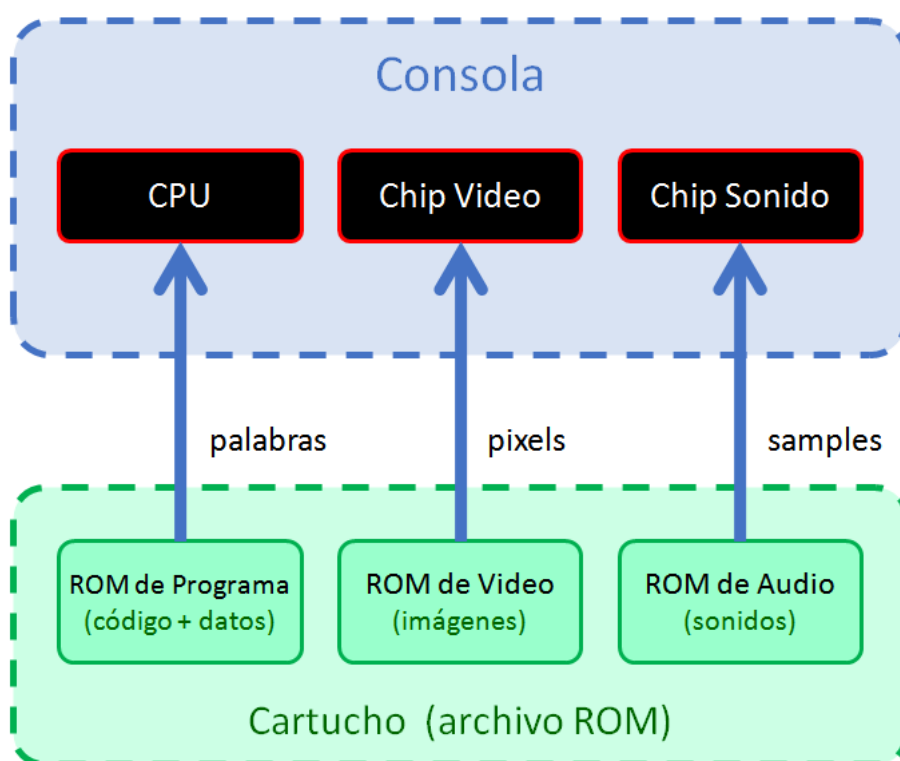 Consola
CPU
Chip Video
Chip Sonido
palabras
pixels
samples
ROM de Programa
(código + datos)
ROM de Video
(imágenes)
ROM de Audio
(sonidos)
Cartucho (archivo ROM)